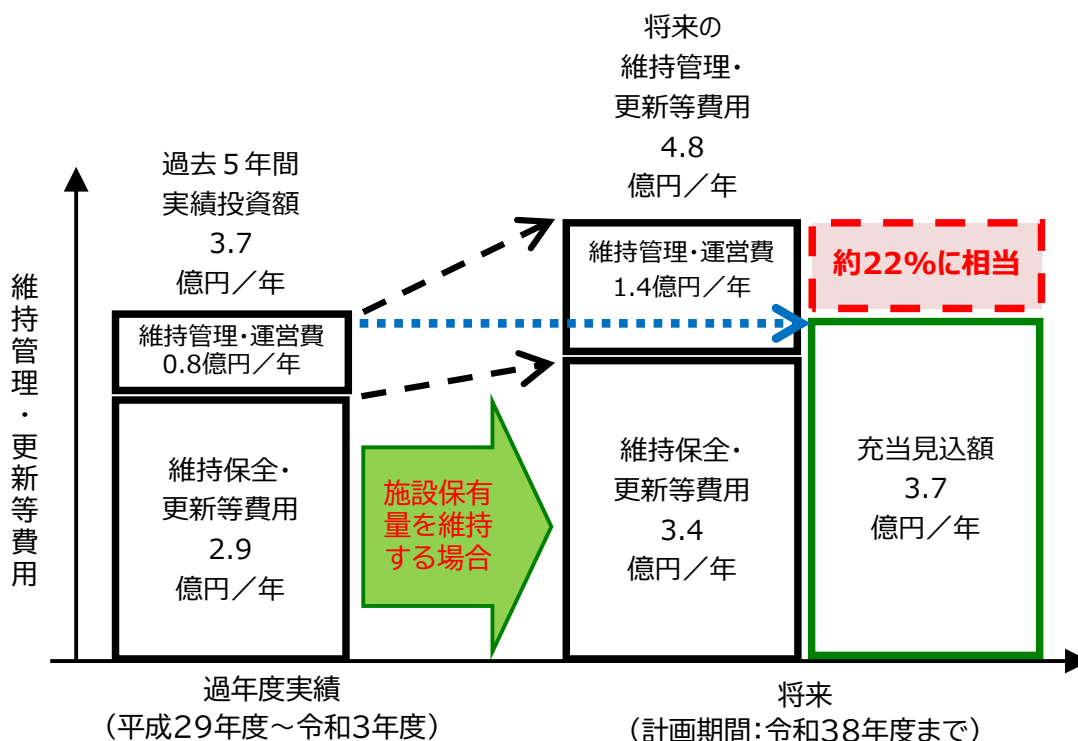 維持管理・更新等費用
過去５年間
実績投資額
3.7
億円／年
維持管理・運営費
0.8億円／年
維持保全・
更新等費用
2.9
億円／年
施設保有
量を維持
する場合
将来の
維持管理・
更新等費用
4.8
億円／年
維持管理・運営費
1.4億円／年
維持保全・
更新等費用
3.4
億円／年
約22%に相当
充当見込額
3.7
億円／年
過年度実績
（平成29年度～令和3年度）
将来
（計画期間：令和38年度まで）